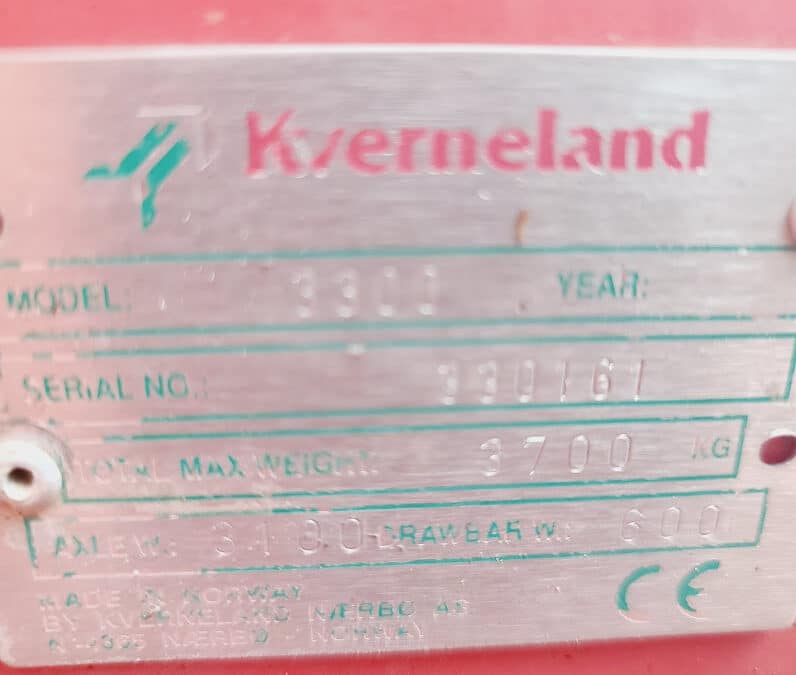 Kverneland
MODEL: 3300 YEAR:
SERIAL NO.: 330161
TOTAL MAX WEIGHT: 3700 KG
AXLE W.: 3100 DRAWBAR W.: 600
MADE IN NORWAY
BY KVERNELAND NÆRBØ AS
NÆRBØ - NORWAY
CE